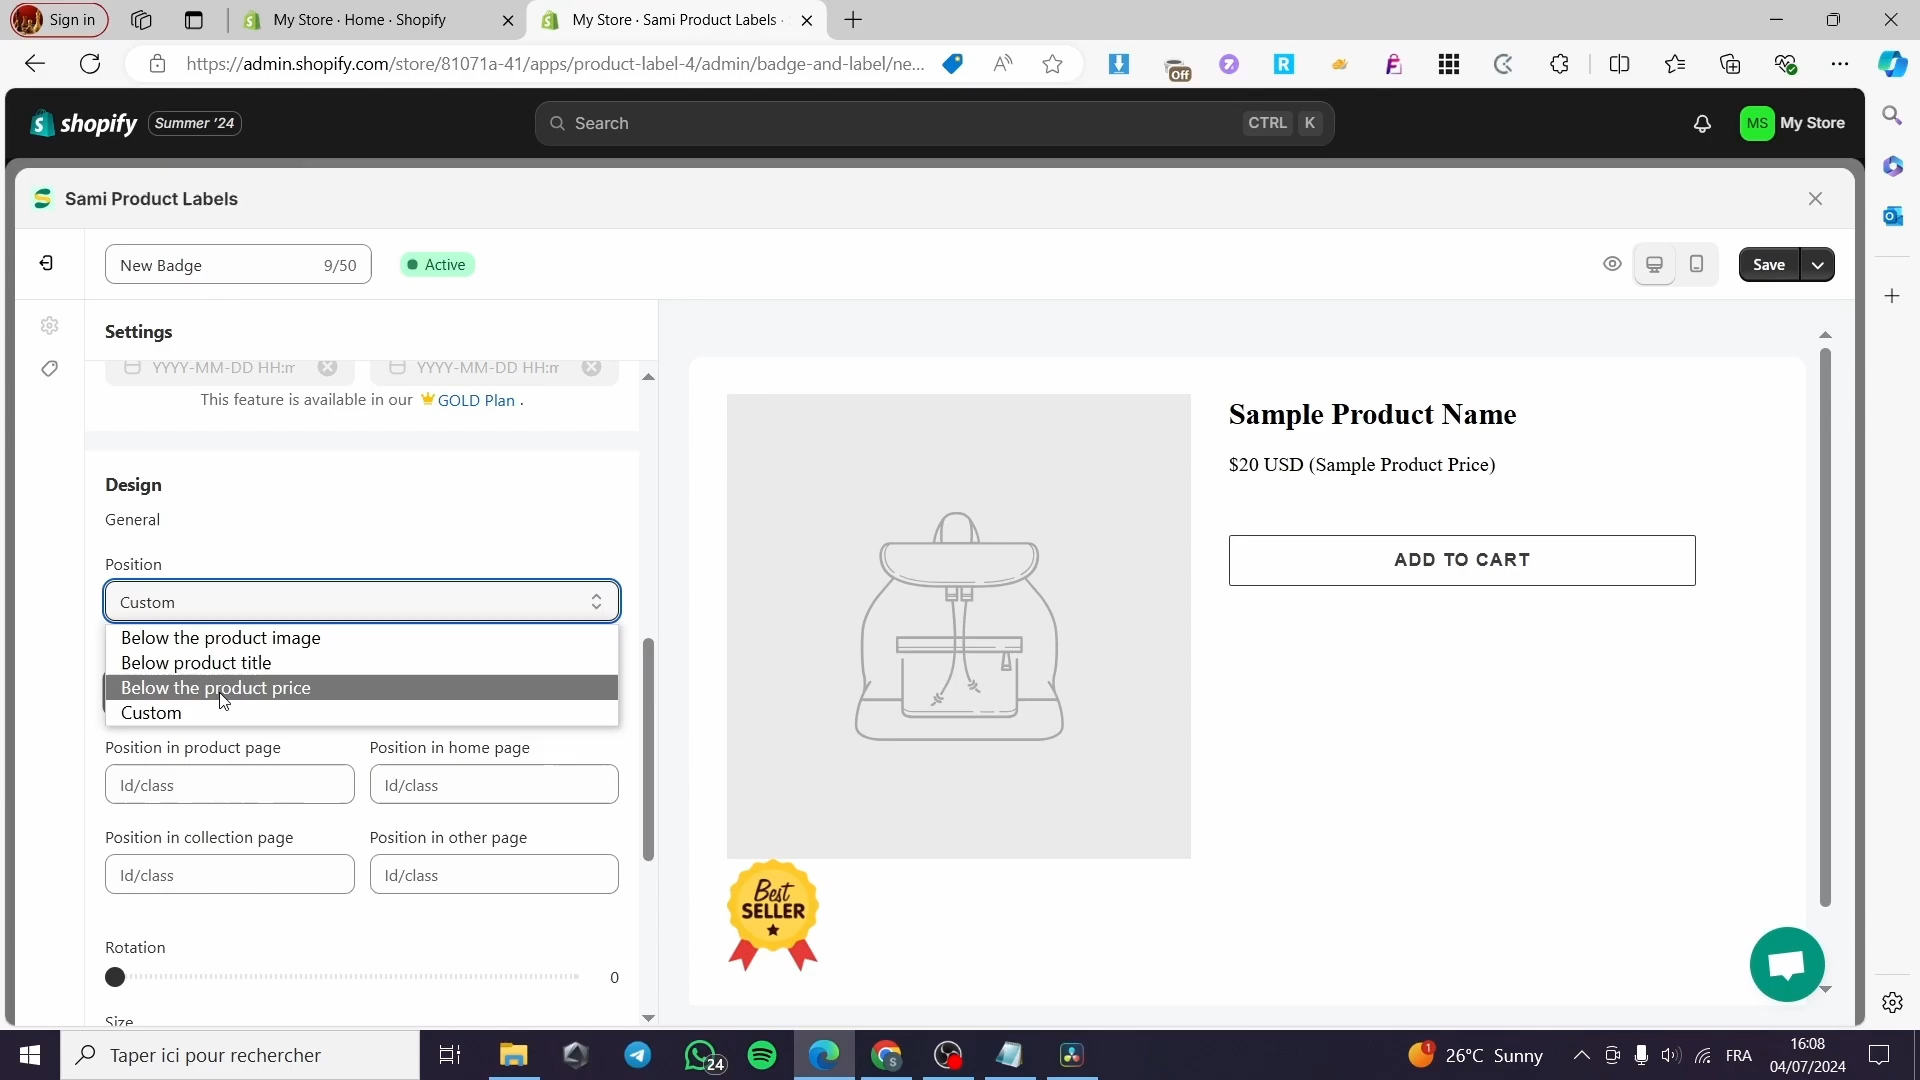 Sign in
My Store · Home · Shopify
My Store · Sami Product Labels ·
https://admin.shopify.com/store/81071a-41/apps/product-label-4/admin/badge-and-label/ne...
Off
shopify
Summer '24
Search
CTRL K
MS
My Store
Sami Product Labels
New Badge 9/50
Active
Save
Settings
YYYY-MM-DD HH:m
YYYY-MM-DD HH:m
This feature is available in our GOLD Plan .
Design
General
Position
Custom
Below the product image
Below product title
Below the product price
Custom
Position in product page
Position in home page
Id/class
Id/class
Position in collection page
Position in other page
Id/class
Id/class
Rotation
0
Size
Sample Product Name
$20 USD (Sample Product Price)
ADD TO CART
Best
SELLER
Taper ici pour rechercher
24
1
26°C Sunny
FRA
16:08
04/07/2024